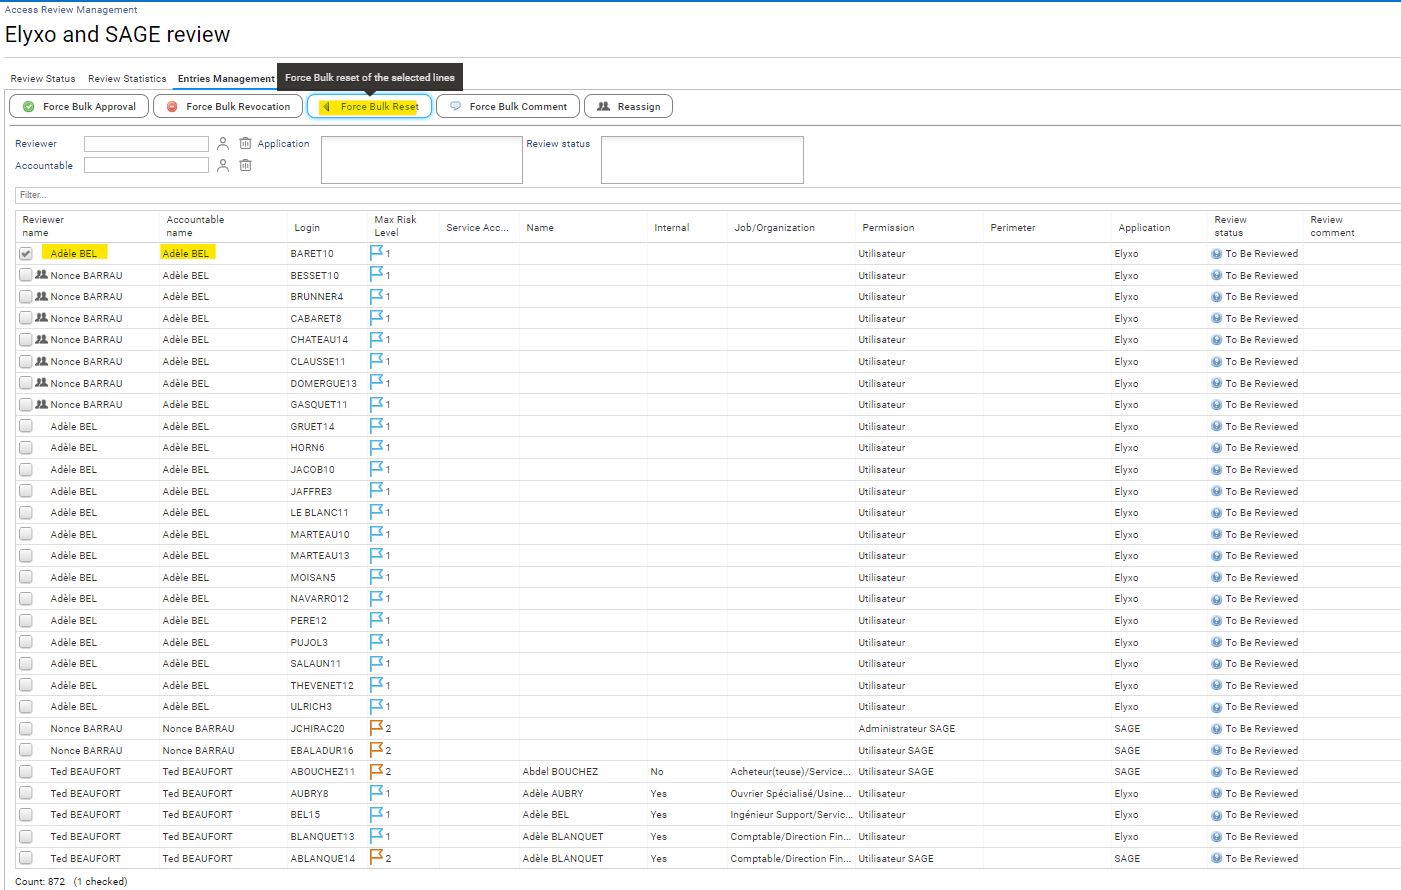 Access Review Management
Elyxo and SAGE review
Review Status Review Statistics Entries Management
Force Bulk reset of the selected lines
Force Bulk Approval Force Bulk Revocation Force Bulk Reset Force Bulk Comment Reassign
Reviewer Application Review status
Accountable
Filter...
Reviewer name Accountable name Login Max Risk Level Service Acc... Name Internal Job/Organization Permission Perimeter Application Review status Review comment
Adèle BEL Adèle BEL BARET10 1 Utilisateur Elyxo To Be Reviewed
Nonce BARRAU Adèle BEL BESSET10 1 Utilisateur Elyxo To Be Reviewed
Nonce BARRAU Adèle BEL BRUNNER4 1 Utilisateur Elyxo To Be Reviewed
Nonce BARRAU Adèle BEL CABARET8 1 Utilisateur Elyxo To Be Reviewed
Nonce BARRAU Adèle BEL CHATEAU14 1 Utilisateur Elyxo To Be Reviewed
Nonce BARRAU Adèle BEL CLAUSSE11 1 Utilisateur Elyxo To Be Reviewed
Nonce BARRAU Adèle BEL DOMERGUE13 1 Utilisateur Elyxo To Be Reviewed
Nonce BARRAU Adèle BEL GASQUET11 1 Utilisateur Elyxo To Be Reviewed
Adèle BEL Adèle BEL GRUET14 1 Utilisateur Elyxo To Be Reviewed
Adèle BEL Adèle BEL HORN6 1 Utilisateur Elyxo To Be Reviewed
Adèle BEL Adèle BEL JACOB10 1 Utilisateur Elyxo To Be Reviewed
Adèle BEL Adèle BEL JAFFRE3 1 Utilisateur Elyxo To Be Reviewed
Adèle BEL Adèle BEL LE BLANC11 1 Utilisateur Elyxo To Be Reviewed
Adèle BEL Adèle BEL MARTEAU10 1 Utilisateur Elyxo To Be Reviewed
Adèle BEL Adèle BEL MARTEAU13 1 Utilisateur Elyxo To Be Reviewed
Adèle BEL Adèle BEL MOISAN5 1 Utilisateur Elyxo To Be Reviewed
Adèle BEL Adèle BEL NAVARRO12 1 Utilisateur Elyxo To Be Reviewed
Adèle BEL Adèle BEL PERE12 1 Utilisateur Elyxo To Be Reviewed
Adèle BEL Adèle BEL PUJOL3 1 Utilisateur Elyxo To Be Reviewed
Adèle BEL Adèle BEL SALAUN11 1 Utilisateur Elyxo To Be Reviewed
Adèle BEL Adèle BEL THEVENET12 1 Utilisateur Elyxo To Be Reviewed
Adèle BEL Adèle BEL ULRICH3 1 Utilisateur Elyxo To Be Reviewed
Nonce BARRAU Nonce BARRAU JCHIRAC20 2 Administrateur SAGE SAGE To Be Reviewed
Nonce BARRAU Nonce BARRAU EBALADUR16 2 Utilisateur SAGE SAGE To Be Reviewed
Ted BEAUFORT Ted BEAUFORT ABOUCHEZ11 2 Abdel BOUCHEZ No Acheteur(teuse)/Service... Utilisateur SAGE SAGE To Be Reviewed
Ted BEAUFORT Ted BEAUFORT AUBRY8 1 Adèle AUBRY Yes Ouvrier Spécialisé/Usine... Utilisateur Elyxo To Be Reviewed
Ted BEAUFORT Ted BEAUFORT BEL15 1 Adèle BEL Yes Ingénieur Support/Servic... Utilisateur Elyxo To Be Reviewed
Ted BEAUFORT Ted BEAUFORT BLANQUET13 1 Adèle BLANQUET Yes Comptable/Direction Fin... Utilisateur Elyxo To Be Reviewed
Ted BEAUFORT Ted BEAUFORT ABLANQUE14 2 Adèle BLANQUET Yes Comptable/Direction Fin... Utilisateur SAGE SAGE To Be Reviewed
Count: 872 (1 checked)